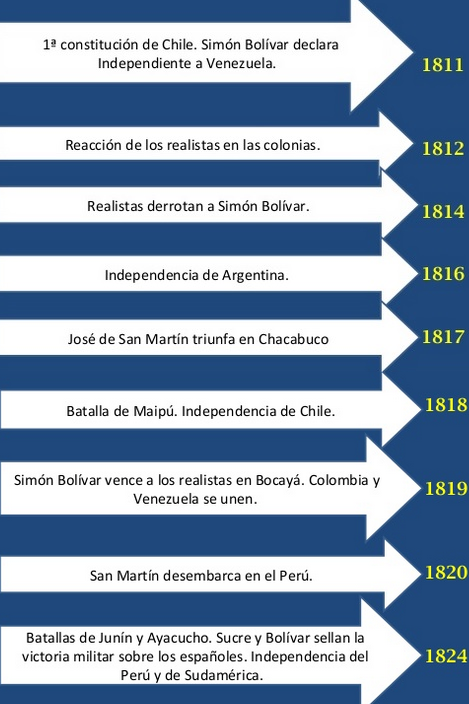 1ª constitución de Chile. Simón Bolívar declara
Independiente a Venezuela.
1811
Reacción de los realistas en las colonias.
1812
Realistas derrotan a Simón Bolívar.
1814
Independencia de Argentina.
1816
José de San Martín triunfa en Chacabuco
1817
Batalla de Maipú. Independencia de Chile.
1818
Simón Bolívar vence a los realistas en Bocayá. Colombia y
Venezuela se unen.
1819
San Martín desembarca en el Perú.
1820
Batallas de Junín y Ayacucho. Sucre y Bolívar sellan la
victoria militar sobre los españoles. Independencia del
Perú y de Sudamérica.
1824